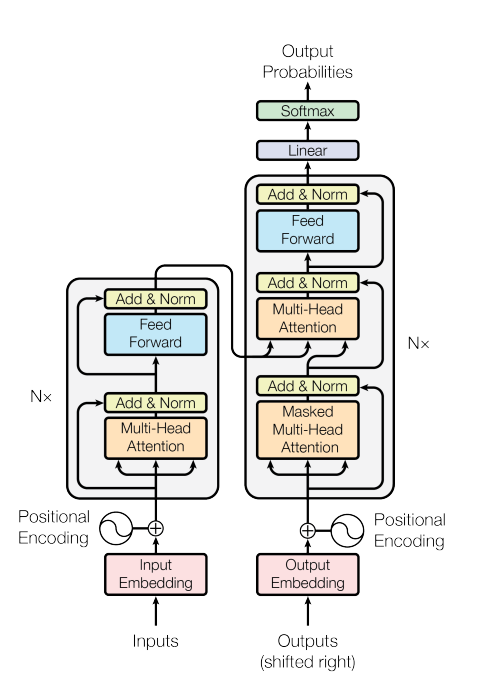 Output
Probabilities
Softmax
Linear
Add & Norm
Feed
Forward
Add & Norm
Multi-Head
Attention
Add & Norm
Masked
Multi-Head
Attention
Nx
Add & Norm
Feed
Forward
Add & Norm
Multi-Head
Attention
N×
Positional
Encoding
Positional
Encoding
Input
Embedding
Output
Embedding
Inputs
Outputs
(shifted right)